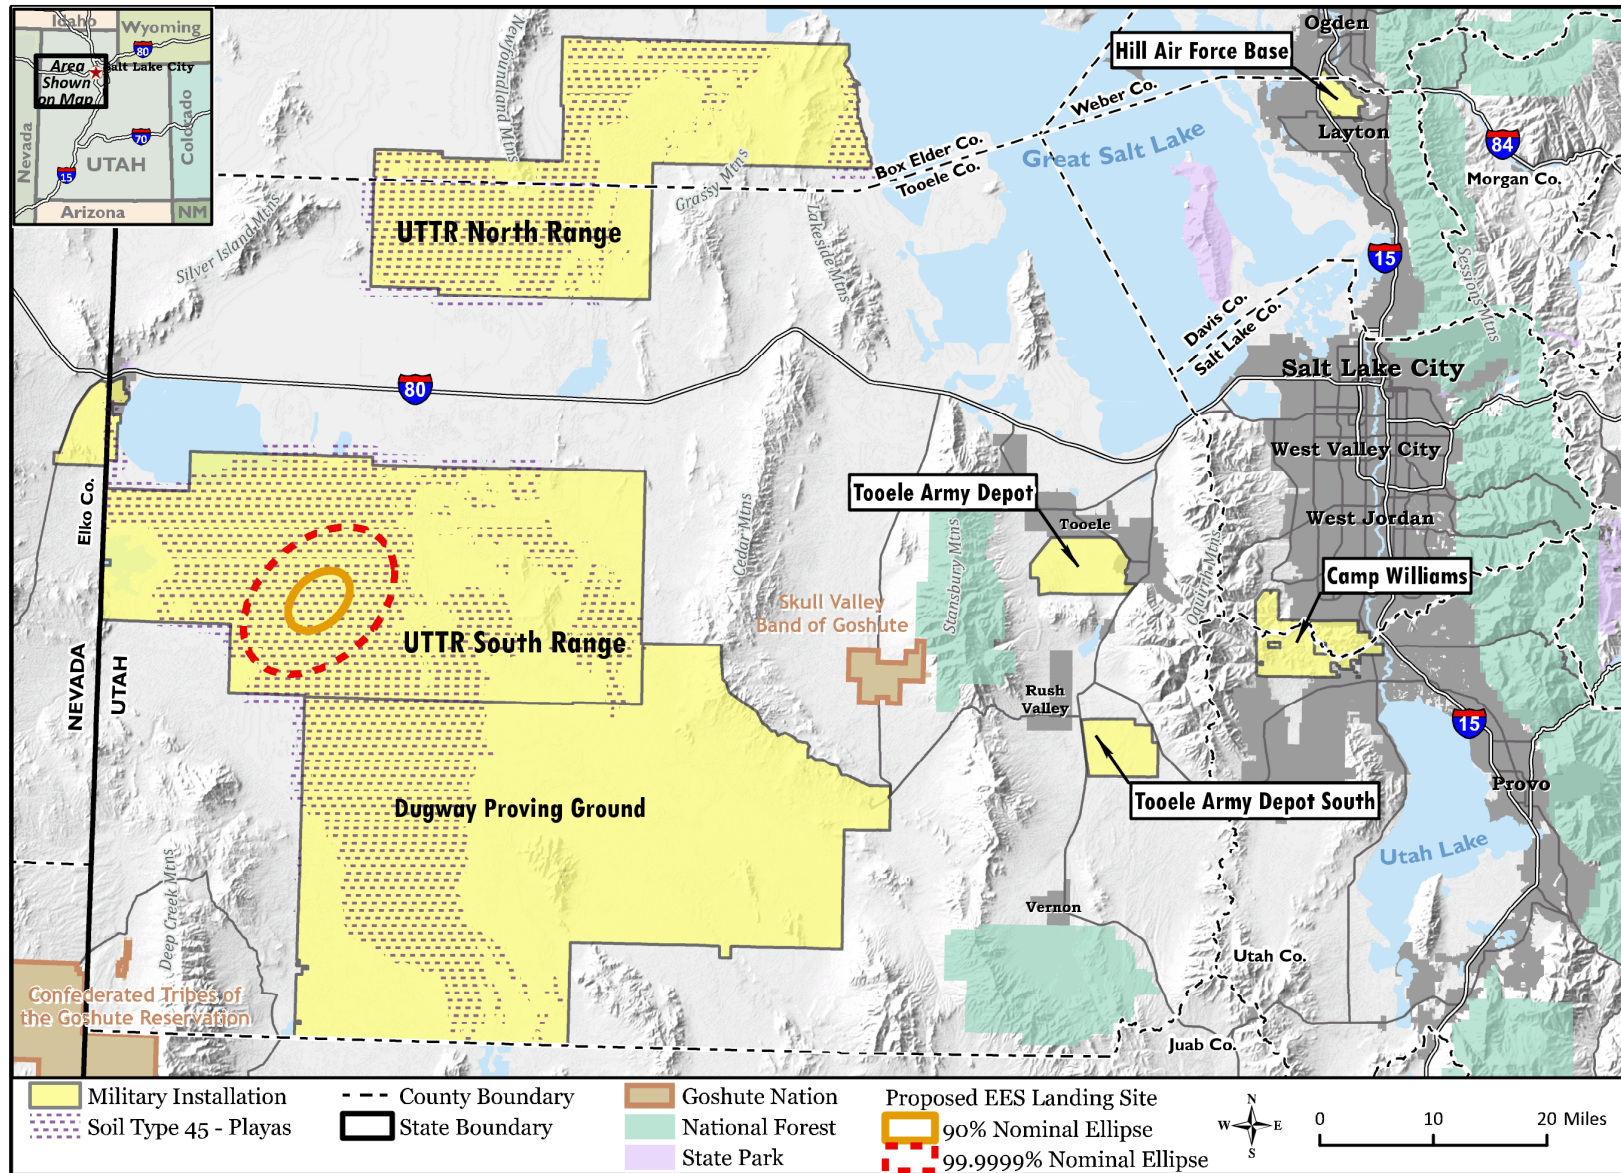 Idaho
Wyoming
80
Area
Shown
on Map
Salt Lake City
Nevada
Colorado
70
UTAH
15
Arizona
NM
Newfoundland Mtns
Ogden
Hill Air Force Base
Weber Co.
Layton
Great Salt Lake
84
Box Elder Co.
Tooele Co.
Morgan Co.
Grassy Mtns
Silver Island Mtns
UTTR North Range
Lakeside Mtns
15
Sessions Mtns
Davis Co.
Salt Lake Co.
Salt Lake City
80
West Valley City
Tooele Army Depot
Elko Co.
Cedar Mtns
Tooele
West Jordan
Stansbury Mtns
Oquirrh Mtns
Camp Williams
Skull Valley
Band of Goshute
UTTR South Range
NEVADA
UTAH
Rush
Valley
15
Provo
Dugway Proving Ground
Tooele Army Depot South
Utah Lake
Deep Creek Mtns
Vernon
Utah Co.
Confederated Tribes of
the Goshute Reservation
Juab Co.
Military Installation
Soil Type 45 - Playas
County Boundary
State Boundary
Goshute Nation
National Forest
State Park
Proposed EES Landing Site
90% Nominal Ellipse
99.9999% Nominal Ellipse
N
W
E
S
0
10
20 Miles